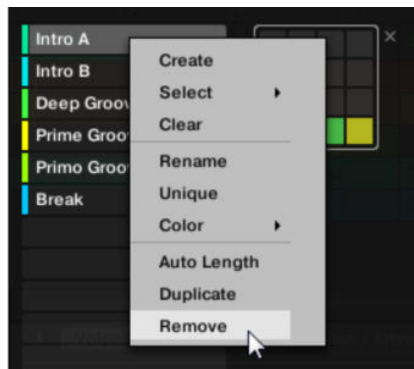 Intro A
Intro B
Deep Groov
Prime Groo
Primo Groo
Break
Create
Select
Clear
Rename
Unique
Color
Auto Length
Duplicate
Remove